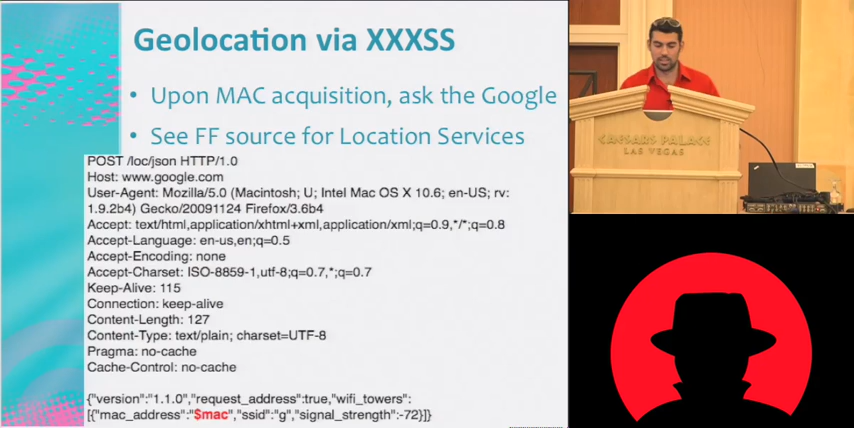 Geolocation via XXXSS
• Upon MAC acquisition, ask the Google
• See FF source for Location Services
POST /loc/json HTTP/1.0
Host: www.google.com
User-Agent: Mozilla/5.0 (Macintosh; U; Intel Mac OS X 10.6; en-US; rv:
1.9.2b4) Gecko/20091124 Firefox/3.6b4
Accept: text/html,application/xhtml+xml,application/xml;q=0.9,*/*;q=0.8
Accept-Language: en-us,en;q=0.5
Accept-Encoding: none
Accept-Charset: ISO-8859-1,utf-8;q=0.7,*;q=0.7
Keep-Alive: 115
Connection: keep-alive
Content-Length: 127
Content-Type: text/plain; charset=UTF-8
Pragma: no-cache
Cache-Control: no-cache
{"version":"1.1.0","request_address":true,"wifi_towers":
[{"mac_address":"$mac","ssid":"g","signal_strength":-72}]}
CAESARS PALACE
LAS VEGAS